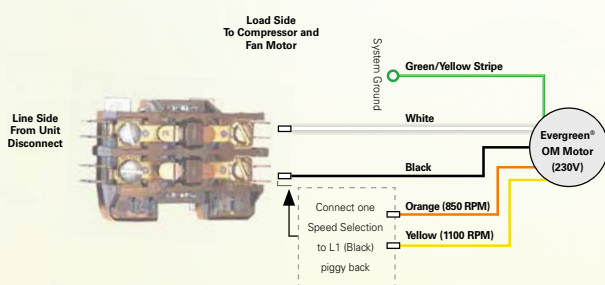 Load Side
To Compressor and
Fan Motor
System Ground
Green/Yellow Stripe
Line Side
From Unit
Disconnect
White
Evergreen®
OM Motor
(230V)
Black
Connect one
Speed Selection
to L1 (Black)
piggy back
Orange (850 RPM)
Yellow (1100 RPM)